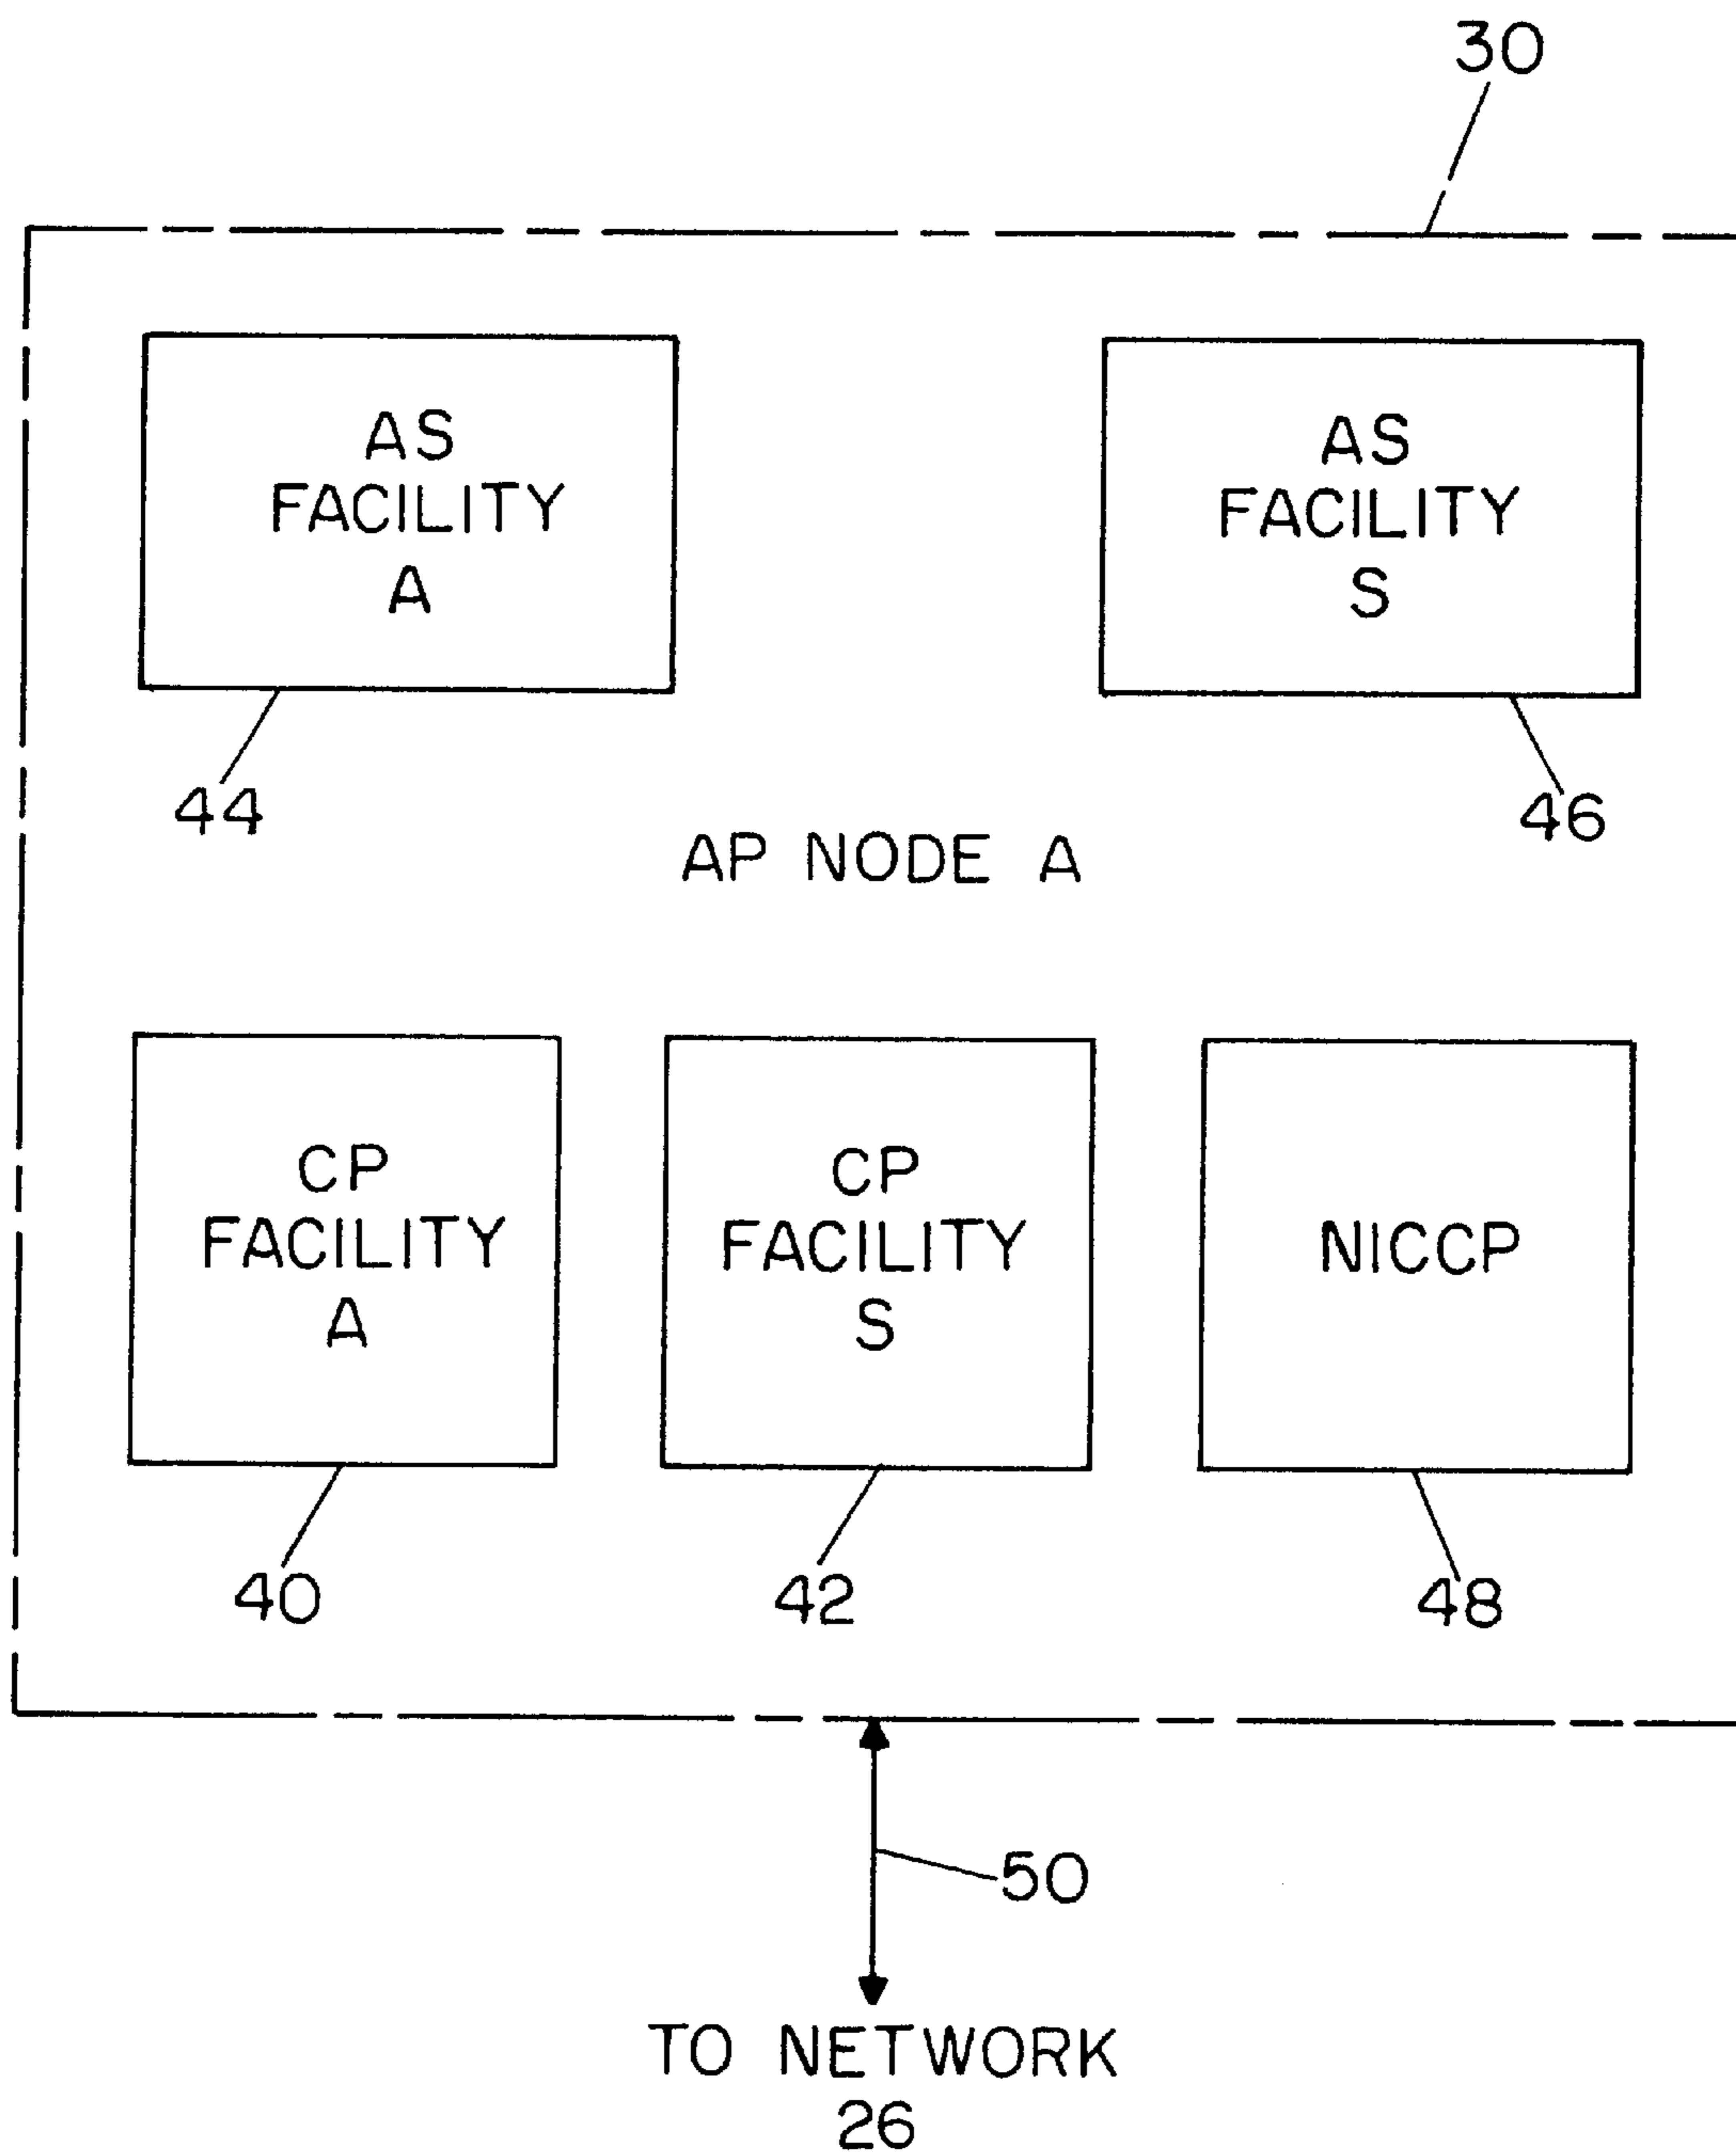 30
AS
FACILITY
A
AS
FACILITY
S
44
46
AP NODE A
CP
FACILITY
A
CP
FACILITY
S
NICCP
40
42
48
50
TO NETWORK
26